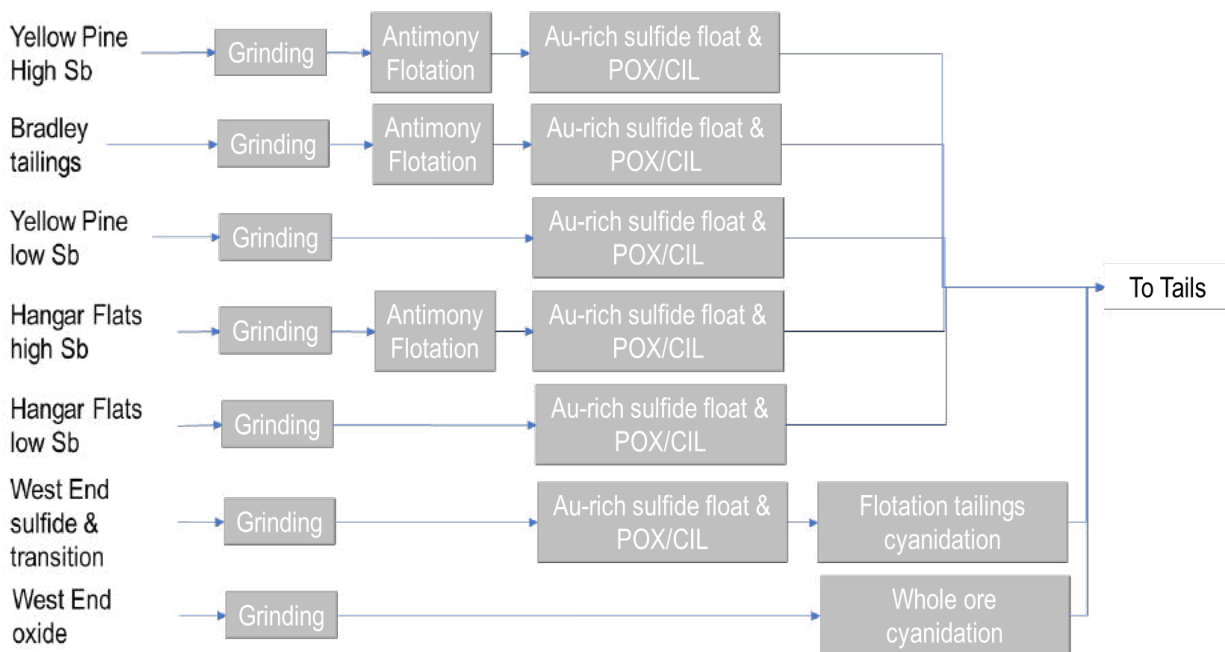 Yellow Pine
High Sb
Grinding
Antimony
Flotation
Au-rich sulfide float &
POX/CIL
Bradley
tailings
Grinding
Antimony
Flotation
Au-rich sulfide float &
POX/CIL
Yellow Pine
low Sb
Grinding
Au-rich sulfide float &
POX/CIL
Hangar Flats
high Sb
Grinding
Antimony
Flotation
Au-rich sulfide float &
POX/CIL
To Tails
Hangar Flats
low Sb
Grinding
Au-rich sulfide float &
POX/CIL
West End
sulfide &
transition
Grinding
Au-rich sulfide float &
POX/CIL
Flotation tailings
cyanidation
West End
oxide
Grinding
Whole ore
cyanidation